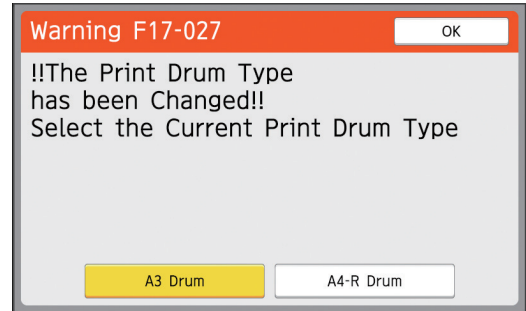 Warning F17-027
OK
!!The Print Drum Type
has been Changed!!
Select the Current Print Drum Type
A3 Drum
A4-R Drum